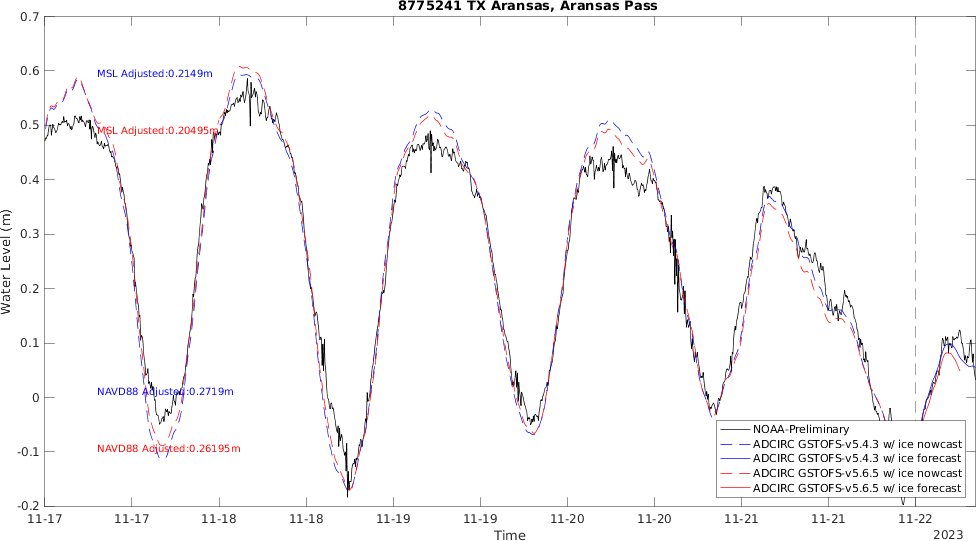 8775241 TX Aransas, Aransas Pass
0.7
0.6
0.5
0.4
0.3
0.2
0.1
0
-0.1
-0.2
Water Level (m)
MSL Adjusted:0.2149m
MSL Adjusted:0.20495m
NAVD88 Adjusted:0.2719m
NAVD88 Adjusted:0.26195m
NOAA-Preliminary
ADCIRC GSTOFS-v5.4.3 w/ ice nowcast
ADCIRC GSTOFS-v5.4.3 w/ ice forecast
ADCIRC GSTOFS-v5.6.5 w/ ice nowcast
ADCIRC GSTOFS-v5.6.5 w/ ice forecast
11-17 11-17 11-18 11-18 11-19 11-19 11-20 11-20 11-21 11-21 11-22
Time
2023